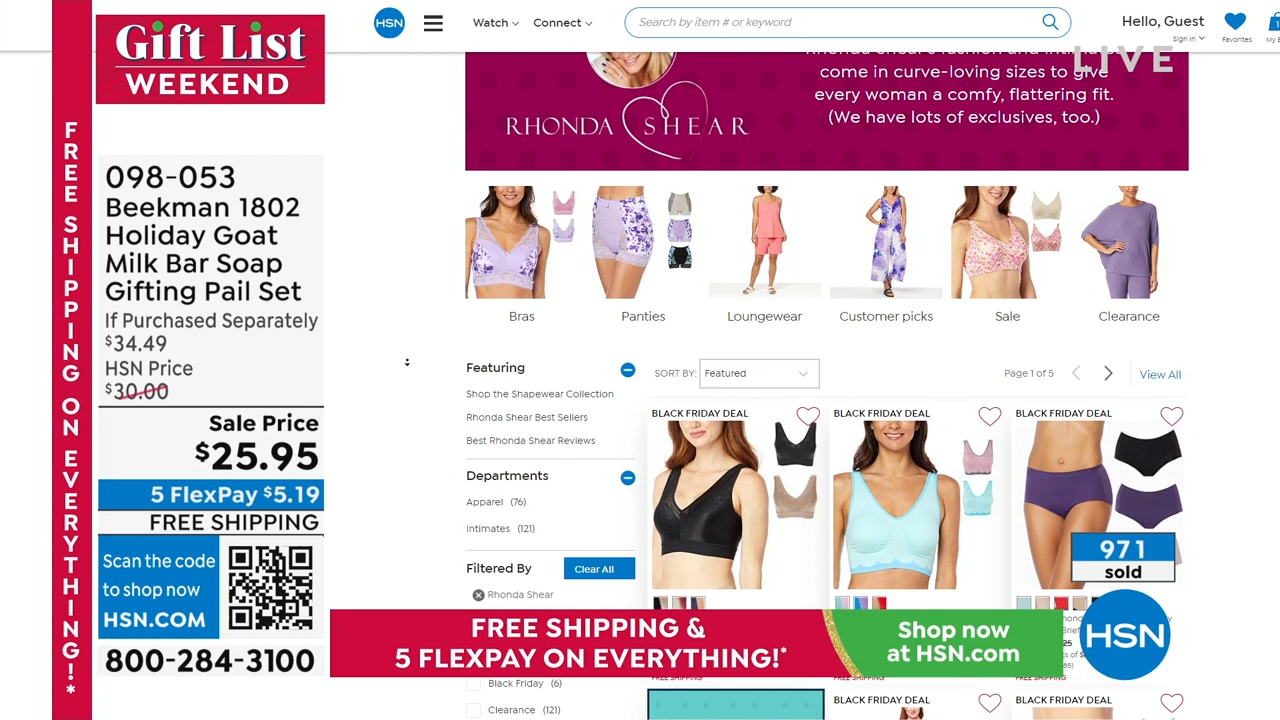 Gift List
WEEKEND
FREE SHIPPING ON EVERYTHING!*
098-053
Beekman 1802
Holiday Goat
Milk Bar Soap
Gifting Pail Set
If Purchased Separately
$34.49
HSN Price
$30.00
Sale Price
$25.95
5 FlexPay $5.19
FREE SHIPPING
Scan the code
to shop now
HSN.COM
800-284-3100
HSN
Watch
Connect
Search by item # or keyword
Hello, Guest
Sign In
Favorites
LIVE
come in curve-loving sizes to give
every woman a comfy, flattering fit.
(We have lots of exclusives, too.)
RHONDA SHEAR
Bras
Panties
Loungewear
Customer picks
Sale
Clearance
Featuring
Shop the Shapewear Collection
Rhonda Shear Best Sellers
Best Rhonda Shear Reviews
Departments
Apparel (76)
Intimates (121)
Filtered By
Clear All
Rhonda Shear
Black Friday (6)
Clearance (121)
SORT BY:
Featured
Page 1 of 5
View All
BLACK FRIDAY DEAL
BLACK FRIDAY DEAL
BLACK FRIDAY DEAL
971
sold
FREE SHIPPING &
5 FLEXPAY ON EVERYTHING!*
Shop now
at HSN.com
HSN
BLACK FRIDAY DEAL
BLACK FRIDAY DEAL